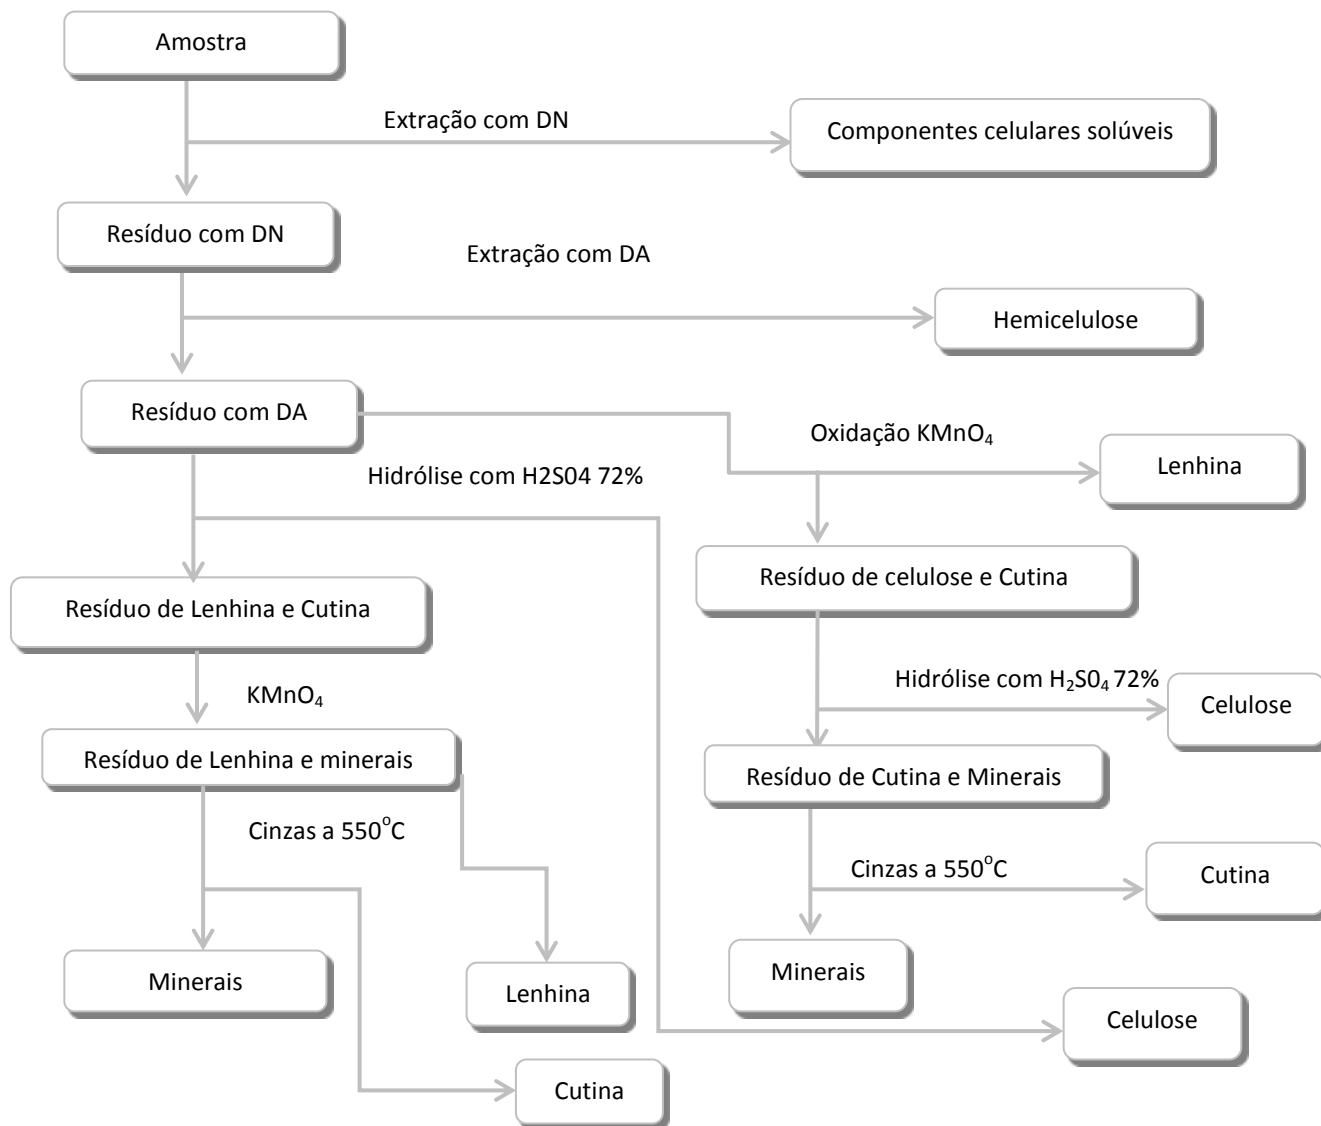 Amostra
Extração com DN
Componentes celulares solúveis
Resíduo com DN
Extração com DA
Hemicelulose
Resíduo com DA
Oxidação KMnO₄
Lenhina
Hidrólise com H2S04 72%
Resíduo de celulose e Cutina
Resíduo de Lenhina e Cutina
Hidrólise com H₂S0₄ 72%
Celulose
KMnO₄
Resíduo de Lenhina e minerais
Resíduo de Cutina e Minerais
Cinzas a 550°C
Cinzas a 550°C
Cutina
Minerais
Lenhina
Minerais
Celulose
Cutina